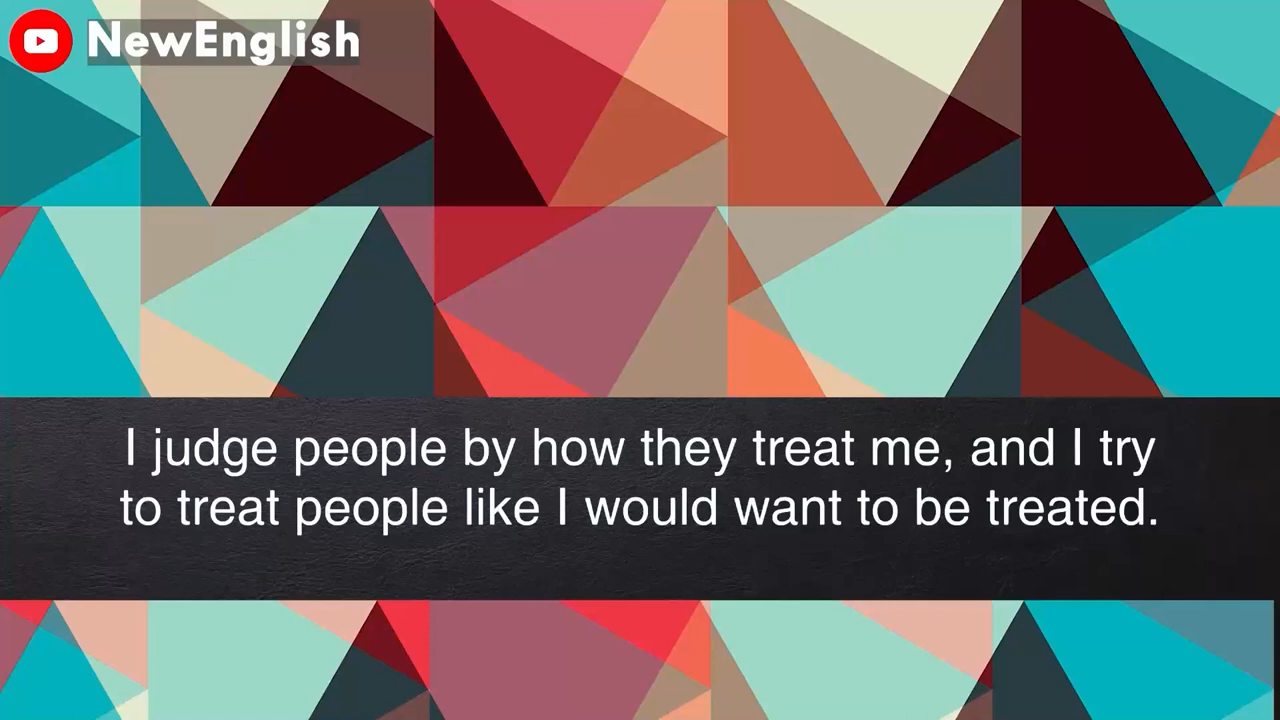 NewEnglish
I judge people by how they treat me, and I try
to treat people like I would want to be treated.